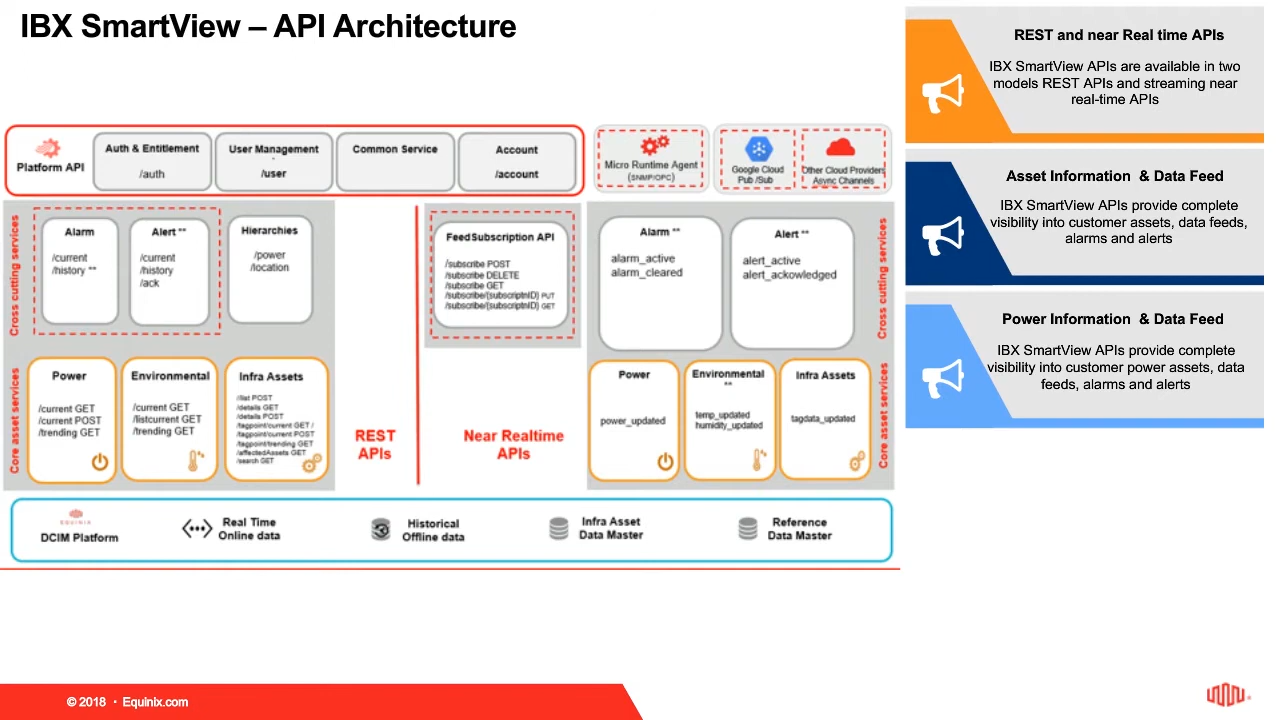 IBX SmartView – API Architecture
REST and near Real time APIs
IBX SmartView APIs are available in two
models REST APIs and streaming near
real-time APIs
Asset Information & Data Feed
IBX SmartView APIs provide complete
visibility into customer assets, data feeds,
alarms and alerts
Power Information & Data Feed
IBX SmartView APIs provide complete
visibility into customer power assets, data
feeds, alarms and alerts
Platform API
Auth & Entitlement
/auth
User Management
/user
Common Service
Account
/account
Micro Runtime Agent
(SNMP/OPC)
Google Cloud
Pub /Sub
Other Cloud Providers
Async Channels
Cross cutting services
Alarm
/current
/history **
Alert **
/current
/history
/ack
Hierarchies
/power
/location
FeedSubscription API
/subscribe POST
/subscribe DELETE
/subscribe GET
/subscribe/{subscriptnID} PUT
/subscribe/{subscriptnID} GET
Alarm **
alarm_active
alarm_cleared
Alert **
alert_active
alert_ackowledged
Cross cutting services
Core asset services
Power
/current GET
/current POST
/trending GET
Environmental
/current GET
/listcurrent GET
/trending GET
Infra Assets
/list POST
/details GET
/details POST
/tagpoint/current GET /
/tagpoint/current POST
/tagpoint/trending GET
/affectedAssets GET
/search GET
REST
APIs
Near Realtime
APIs
Power
power_updated
Environmental
**
temp_updated
humidity_updated
Infra Assets
tagdata_updated
Core asset services
EQUINIX
DCIM Platform
Real Time
Online data
Historical
Offline data
Infra Asset
Data Master
Reference
Data Master
© 2018 • Equinix.com